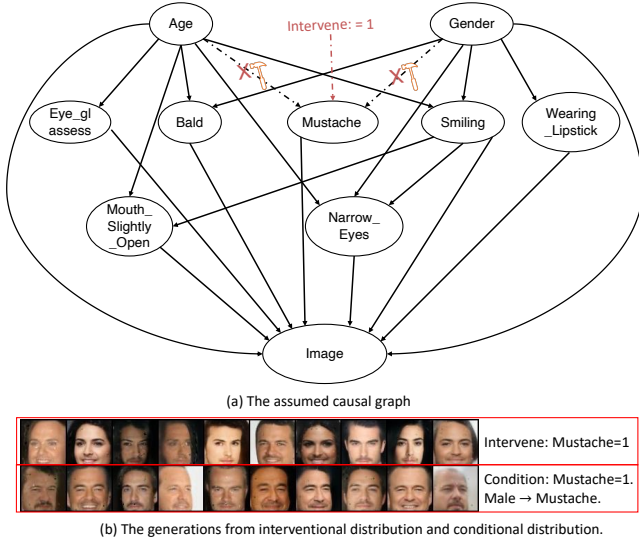 Age
Intervene: = 1
Gender
Eye_gl
assess
Bald
Mustache
Smiling
Wearing
_Lipstick
Mouth_
Slightly
_Open
Narrow_
Eyes
Image
(a) The assumed causal graph
Intervene: Mustache=1
Condition: Mustache=1.
Male → Mustache.
(b) The generations from interventional distribution and conditional distribution.